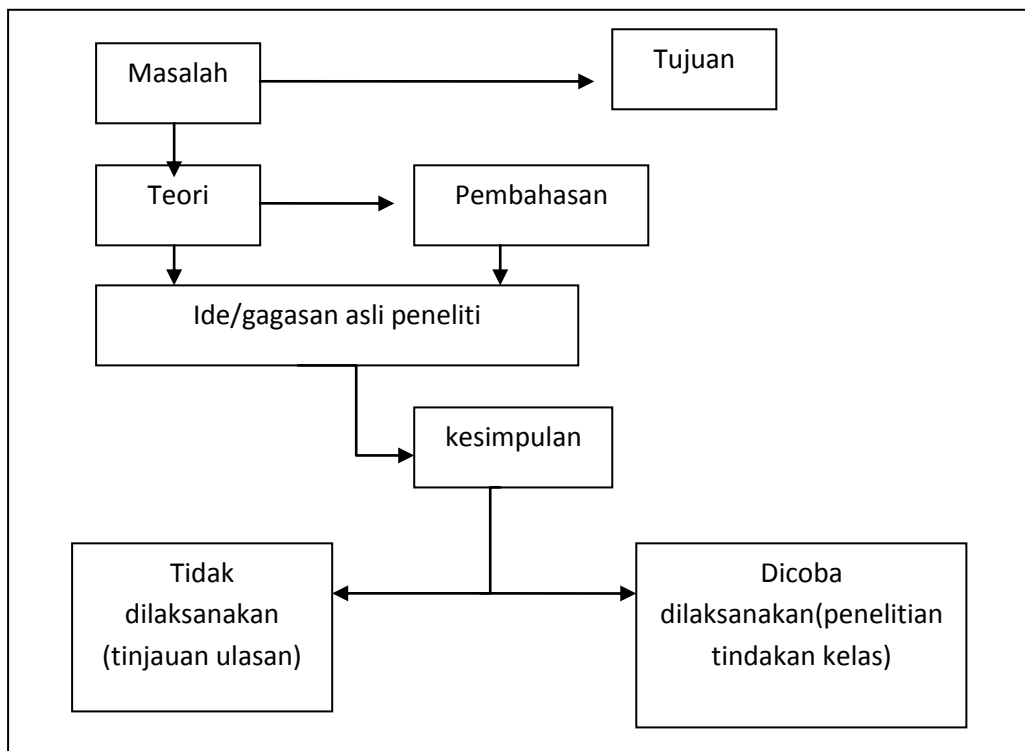 Masalah
Tujuan
Teori
Pembahasan
Ide/gagasan asli peneliti
kesimpulan
Tidak
dilaksanakan
(tinjauan ulasan)
Dicoba
dilaksanakan(penelitian
tindakan kelas)